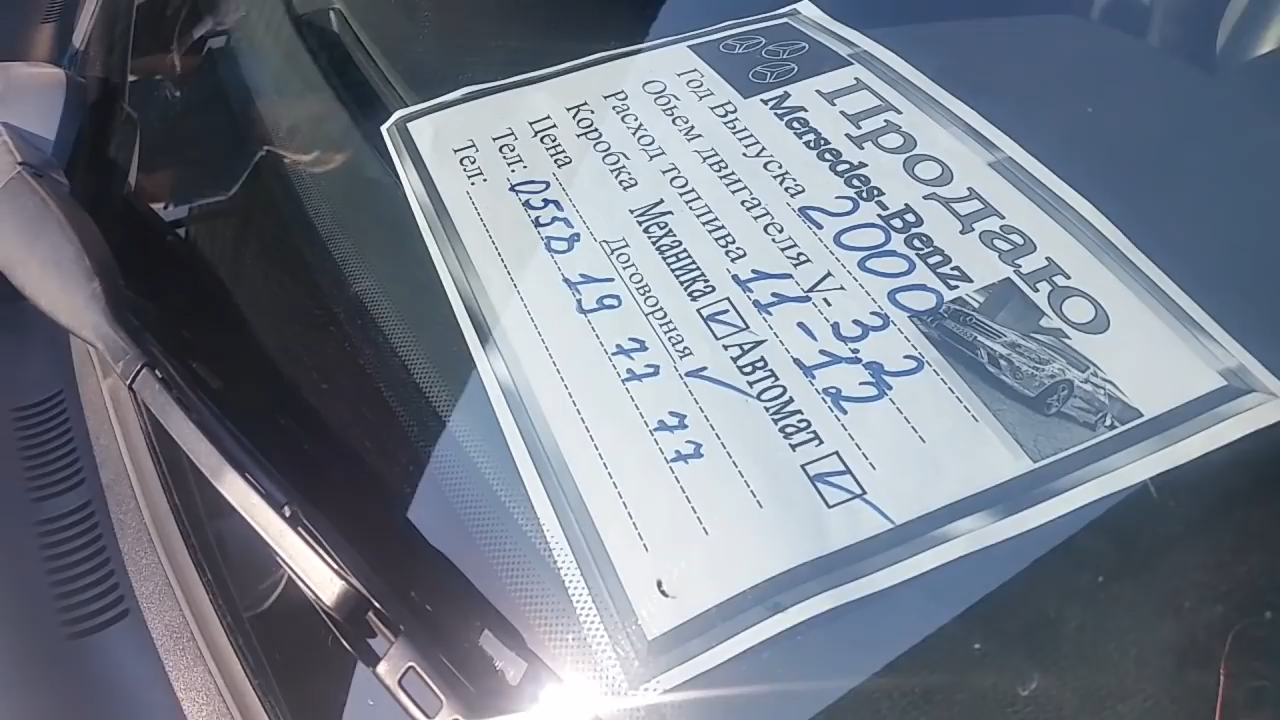 Продаю
Mersedes-Benz
Год Выпуска 2000
Обьем двигателя V- 3,2
Расход топлива 11 - 12
Коробка Механика ☑ Автомат ☑
Цена Договорная ✓
Тел: 0550 19 77 77
Тел: